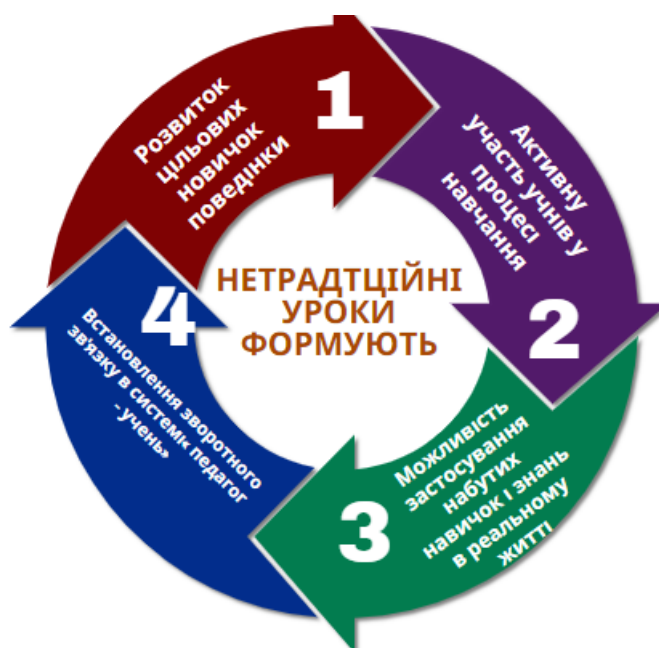 НЕТРАДТЦІЙНІ
УРОКИ
ФОРМУЮТЬ
1
Розвиток
цільових
новичок
поведінки
2
Активну
участь учнів у
процесі
навчання
3
Можливість
застосування
набутих
навичок і знань
в реальному
житті
4
Встановлення зворотного
зв'язку в системі« педагог
- учень»